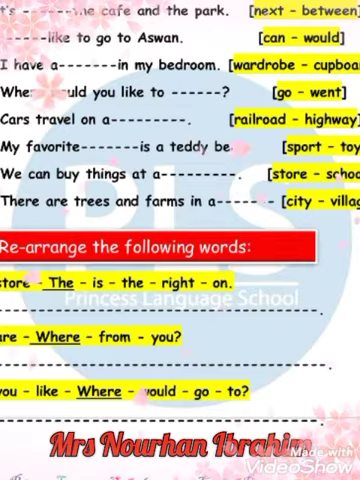 t's - - - - - - -he cafe and the park. [next - between]
- - - - -like to go to Aswan. [can - would]
I have a- - - - - - -in my bedroom. [wardrobe - cupboa
Whe uld you like to - - - - - -? [go - went]
Cars travel on a- - - - - - - - -. [railroad - highway]
My favorite- - - - - - -is a teddy be [sport - toy
We can buy things at a- - - - - - - - -. [store - schoo
There are trees and farms in a- - - - - - - [city - villag
Re-arrange the following words:
store - The - is - the - right - on.
are - Where - from - you?
you - like - Where - would - go - to?
PLS
Princess Language School
Mrs Nourhan Ibrahim
Made with
VideoShow